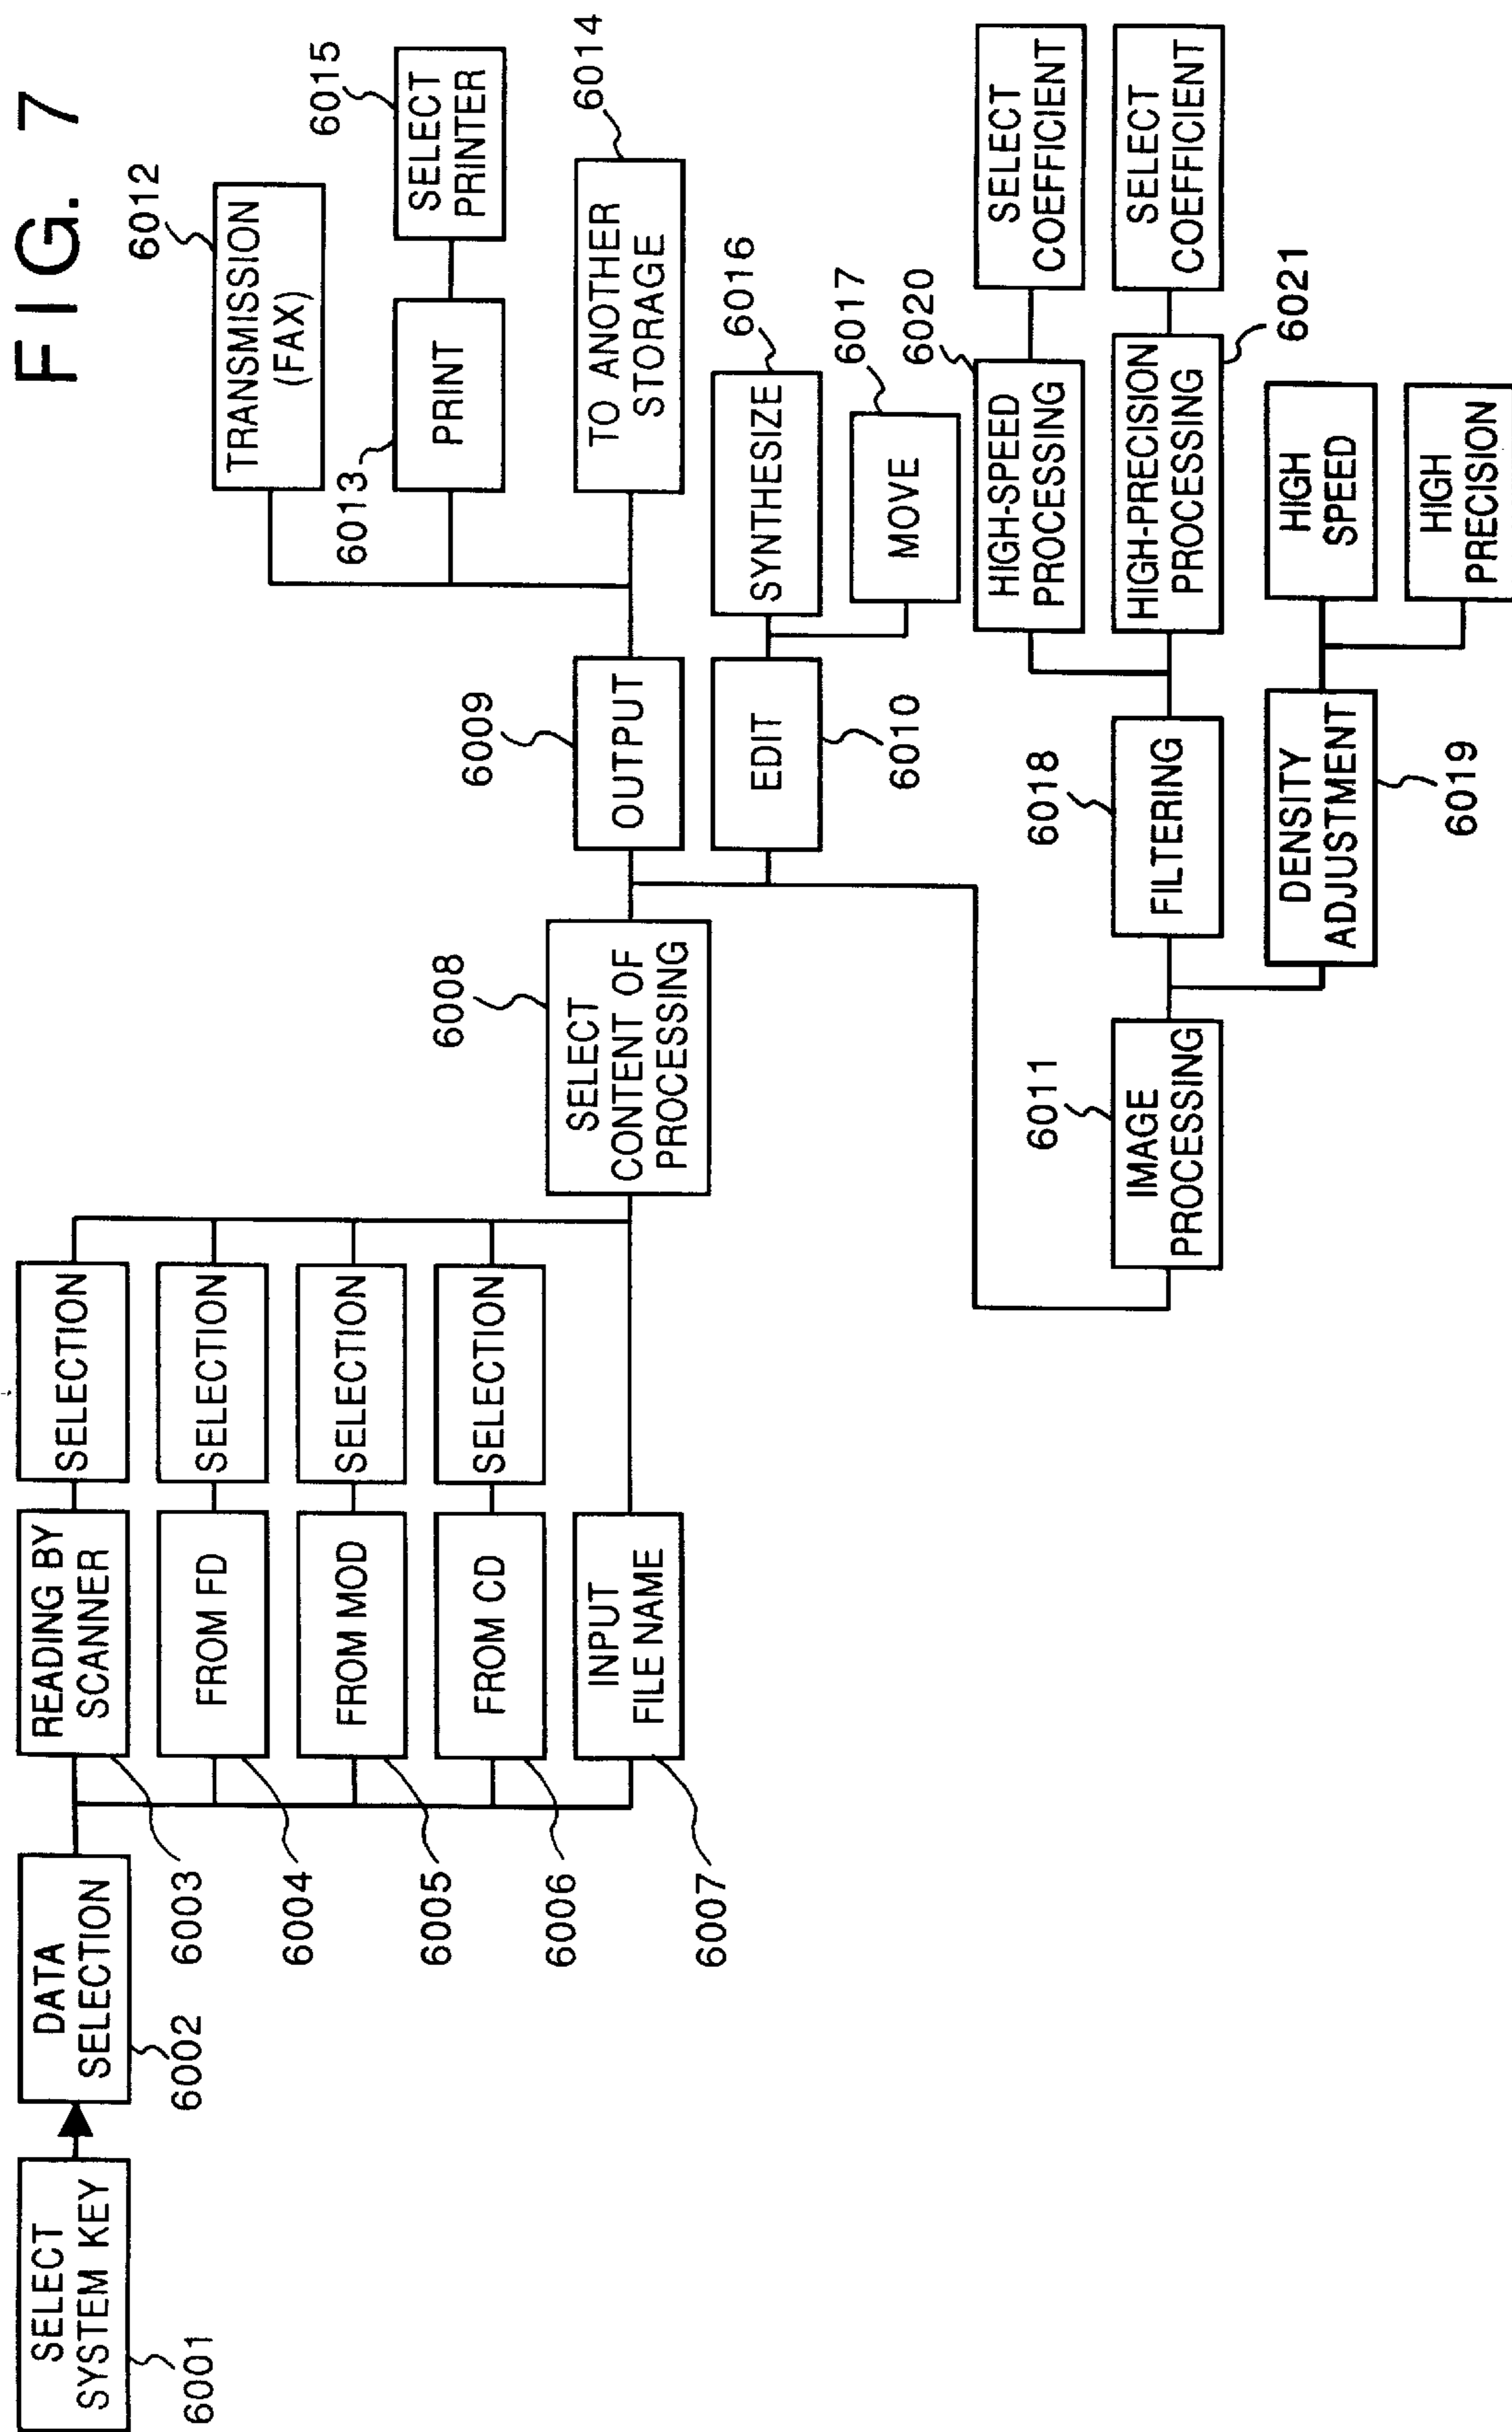 FIG. 7
SELECT
SYSTEM KEY
6001
DATA
SELECTION
6002
READING BY
SCANNER
6003
SELECTION
FROM FD
6004
SELECTION
FROM MOD
6005
SELECTION
FROM CD
6006
SELECTION
INPUT
FILE NAME
6007
SELECT
CONTENT OF
PROCESSING
6008
OUTPUT
6009
TRANSMISSION
(FAX)
6012
PRINT
6013
SELECT
PRINTER
6015
TO ANOTHER
STORAGE
6014
EDIT
6010
SYNTHESIZE
6016
MOVE
6017
IMAGE
PROCESSING
6011
FILTERING
6018
HIGH-SPEED
PROCESSING
6020
SELECT
COEFFICIENT
HIGH-PRECISION
PROCESSING
6021
SELECT
COEFFICIENT
DENSITY
ADJUSTMENT
6019
HIGH
SPEED
HIGH
PRECISION